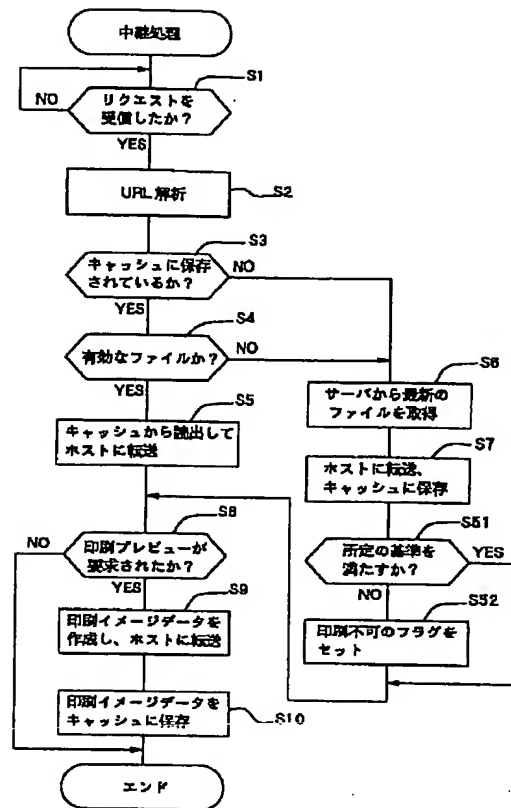 中継処理
S1
リクエストを
受信したか？
NO
YES
URL解析
S2
S3
キャッシュに保存
されているか？
NO
YES
S4
有効なファイルか？
NO
YES
S5
キャッシュから読出して
ホストに転送
S6
サーバから最新の
ファイルを取得
S7
ホストに転送、
キャッシュに保存
S51
所定の基準を
満たすか？
YES
NO
S52
印刷不可のフラグを
セット
S8
印刷プレビューが
要求されたか？
NO
YES
S9
印刷イメージデータを
作成し、ホストに転送
印刷イメージデータを
キャッシュに保存
S10
エンド